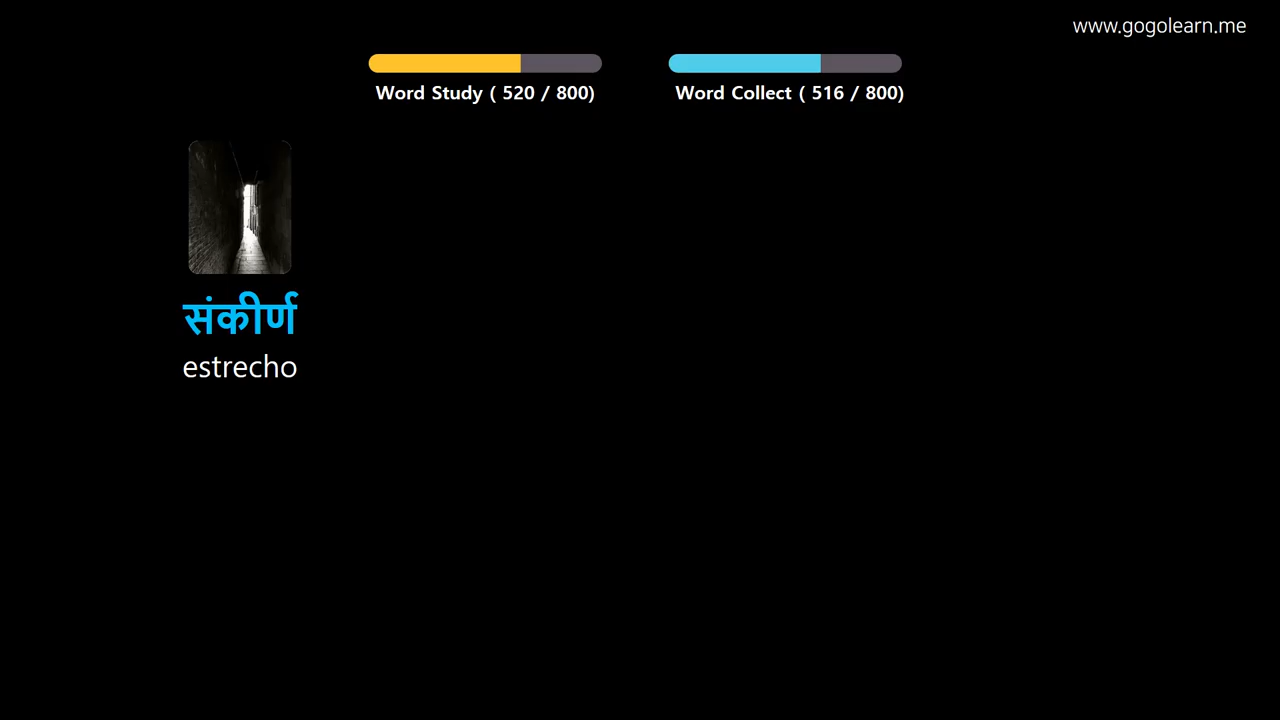 www.gogolearn.me
Word Study ( 520 / 800)
Word Collect ( 516 / 800)
संकीर्ण
estrecho